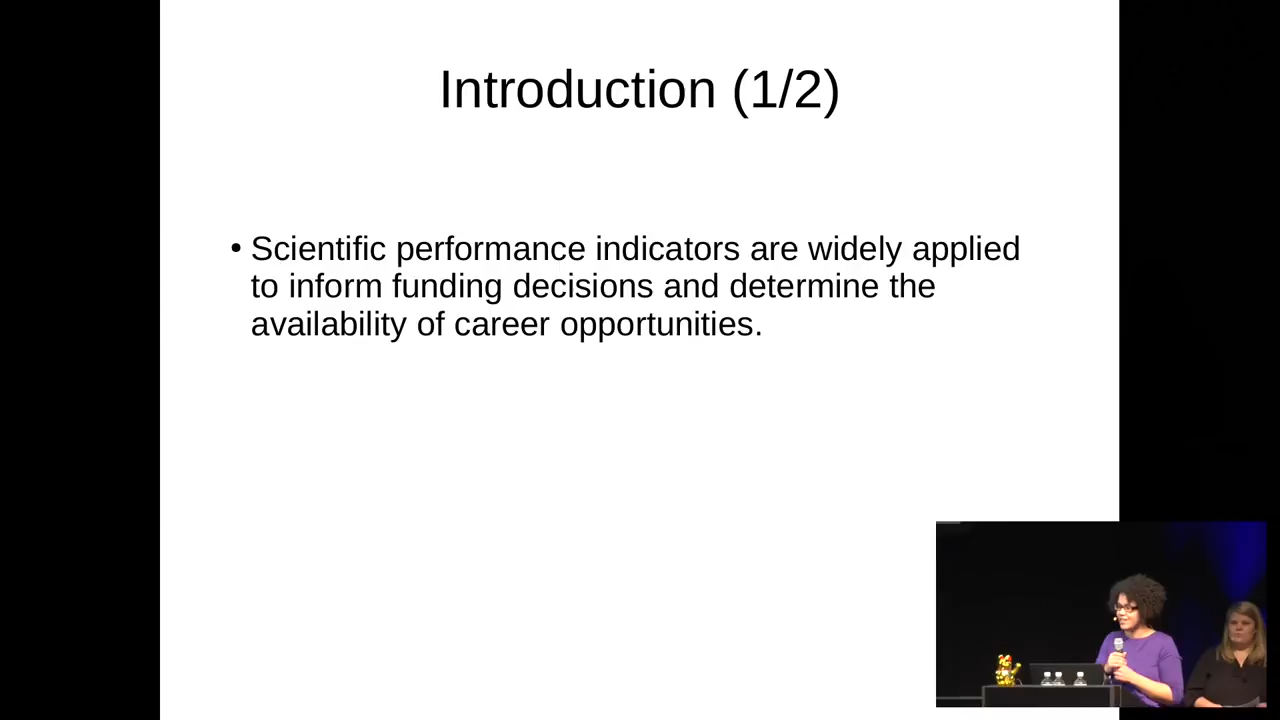 Introduction (1/2)
• Scientific performance indicators are widely applied
to inform funding decisions and determine the
availability of career opportunities.